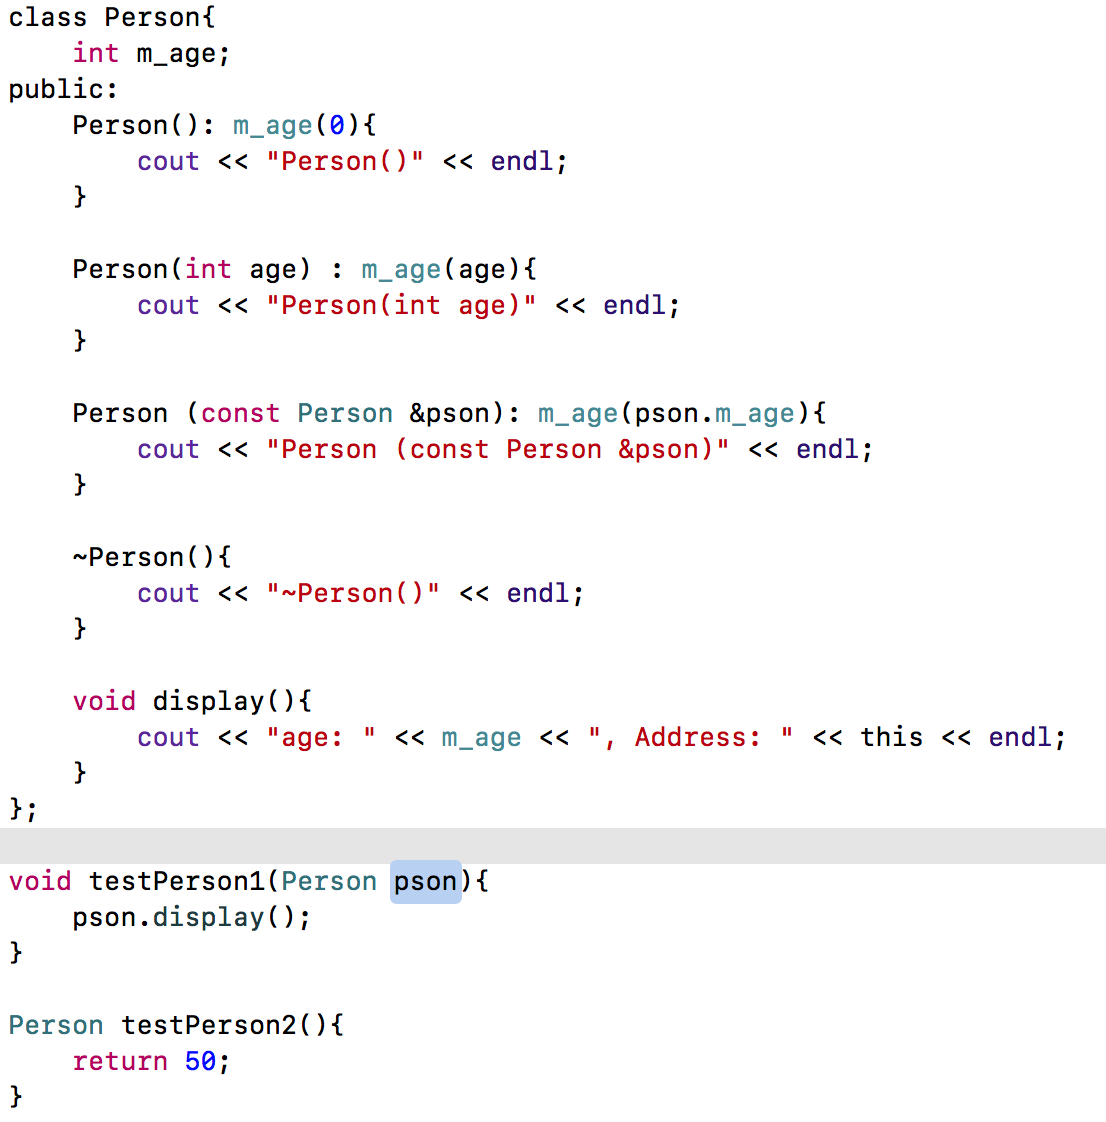 class Person{
    int m_age;
public:
    Person(): m_age(0){
        cout << "Person()" << endl;
    }

    Person(int age) : m_age(age){
        cout << "Person(int age)" << endl;
    }

    Person (const Person &pson): m_age(pson.m_age){
        cout << "Person (const Person &pson)" << endl;
    }

    ~Person(){
        cout << "~Person()" << endl;
    }

    void display(){
        cout << "age: " << m_age << ", Address: " << this << endl;
    }
};

void testPerson1(Person pson){
    pson.display();
}

Person testPerson2(){
    return 50;
}